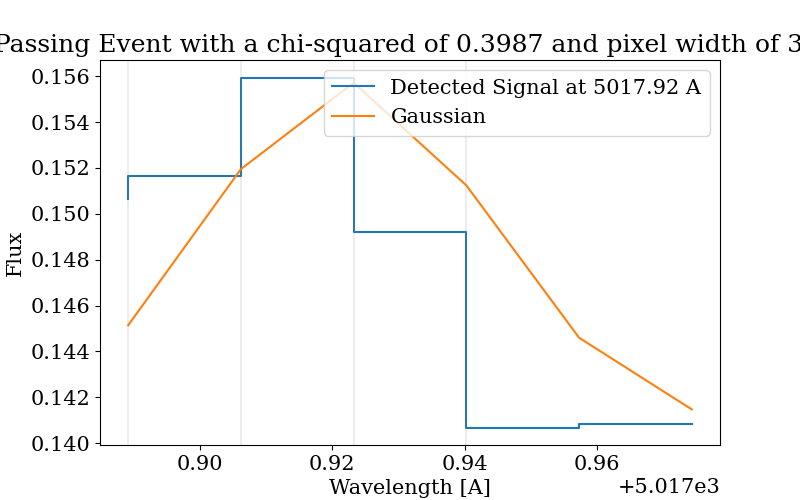 Passing Event with a chi-squared of 0.3987 and pixel width of 3
0.156
0.154
0.152
0.150
0.148
0.146
0.144
0.142
0.140
Flux
Detected Signal at 5017.92 A
Gaussian
0.90 0.92 0.94 0.96
Wavelength [A]
+5.017e3